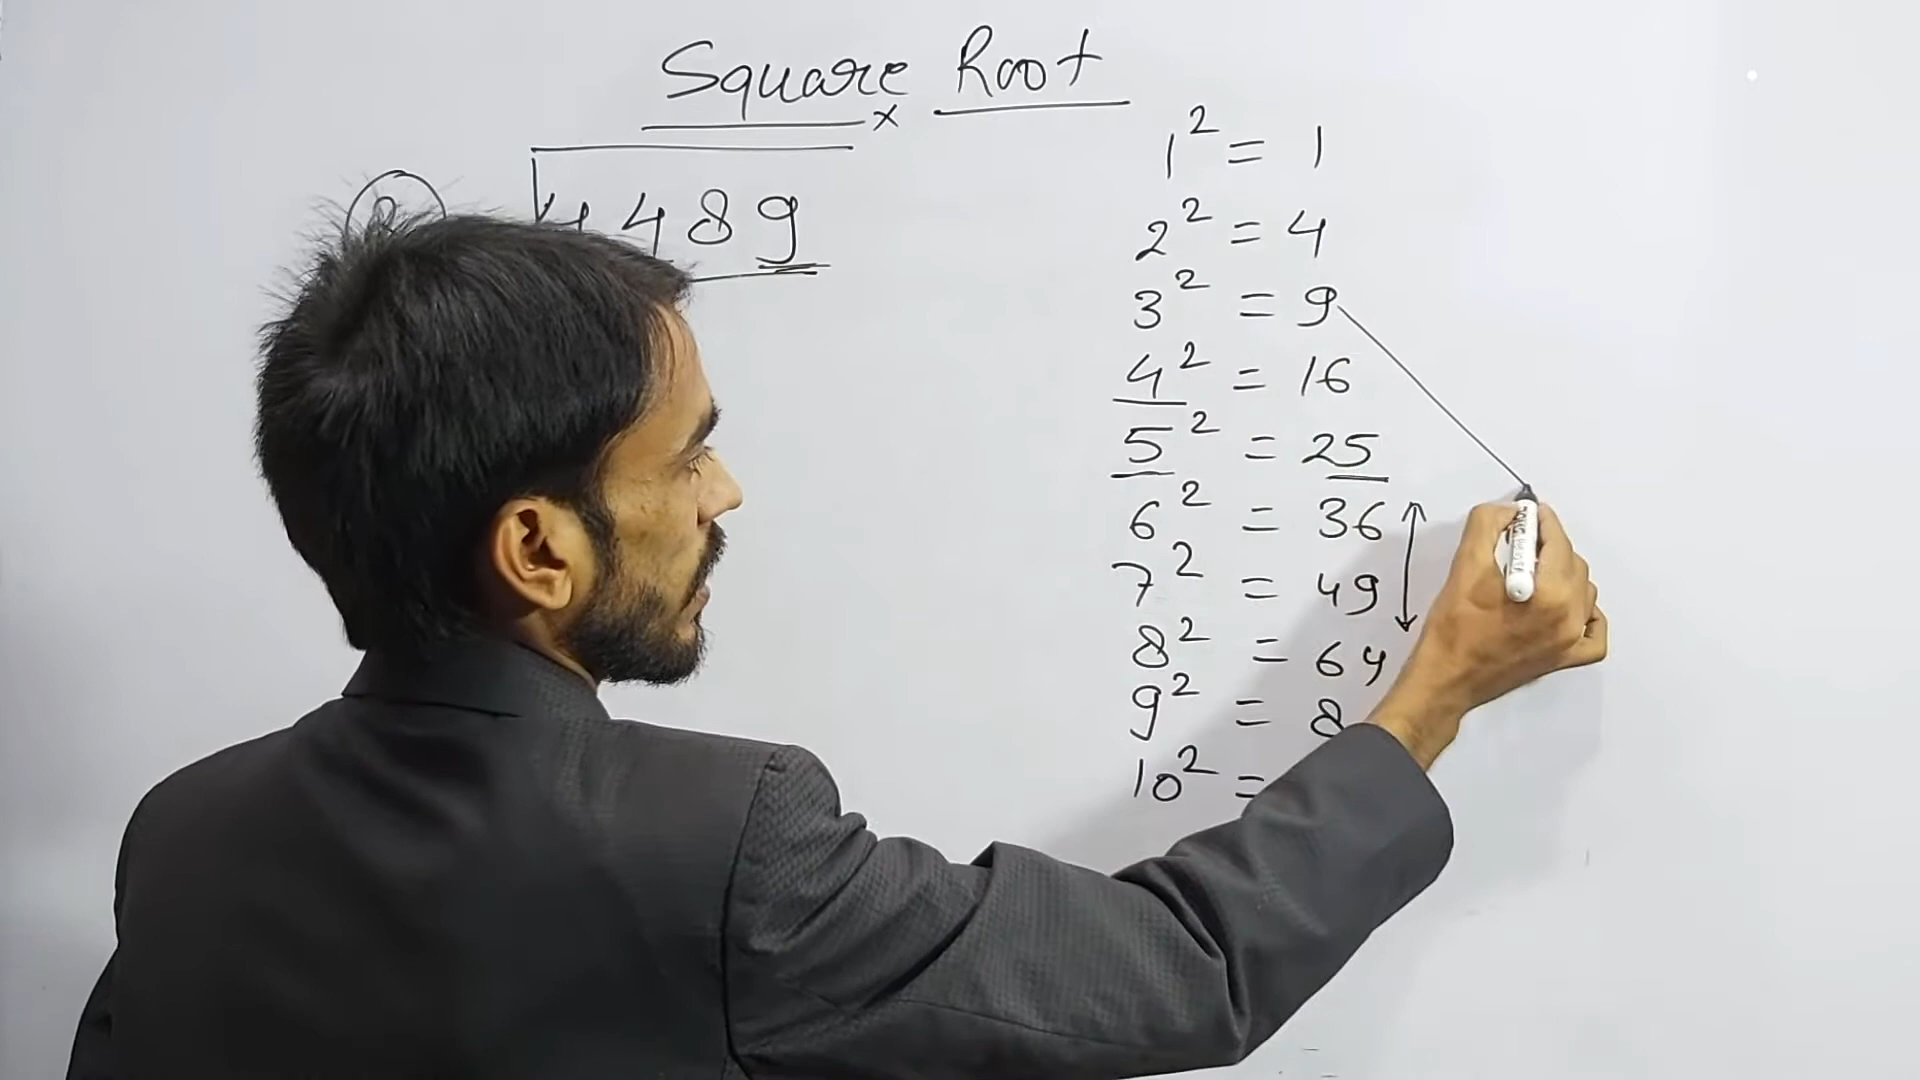 Square Root
×
4489
1² = 1
2² = 4
3² = 9
4² = 16
5² = 25
6² = 36
7² = 49
8² = 64
9² = 8
10² =